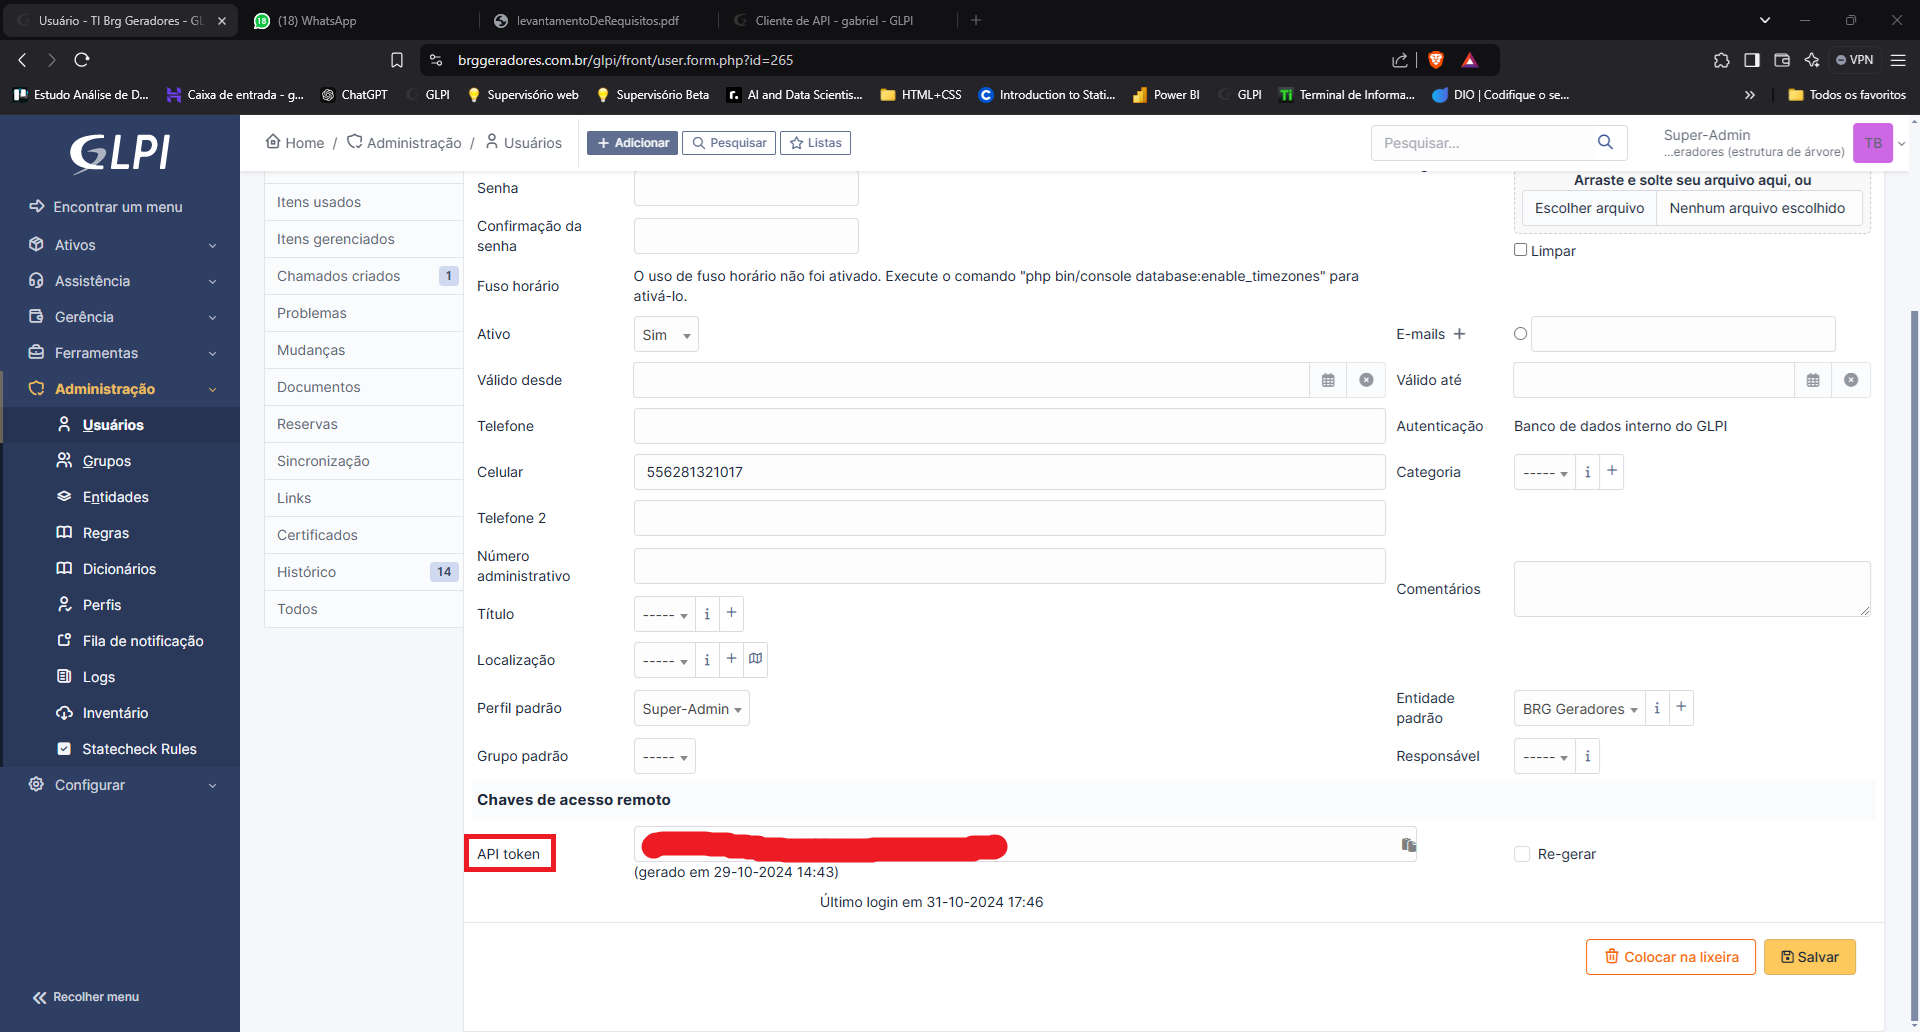 Usuário - TI Brg Geradores - GL
(18) WhatsApp
levantamentoDeRequisitos.pdf
Cliente de API - gabriel - GLPI
brggeradores.com.br/glpi/front/user.form.php?id=265
VPN
Estudo Análise de D...
Caixa de entrada - g...
ChatGPT
GLPI
Supervisório web
Supervisório Beta
AI and Data Scientis...
HTML+CSS
Introduction to Stati...
Power BI
GLPI
Terminal de Informa...
DIO | Codifique o se...
Todos os favoritos
GLPI
Encontrar um menu
Ativos
Assistência
Gerência
Ferramentas
Administração
Usuários
Grupos
Entidades
Regras
Dicionários
Perfis
Fila de notificação
Logs
Inventário
Statecheck Rules
Configurar
Recolher menu
Home / Administração / Usuários
Adicionar
Pesquisar
Listas
Pesquisar...
Super-Admin
...eradores (estrutura de árvore)
TB
Itens usados
Itens gerenciados
Chamados criados 1
Problemas
Mudanças
Documentos
Reservas
Sincronização
Links
Certificados
Histórico 14
Todos
Senha
Arraste e solte seu arquivo aqui, ou
Escolher arquivo Nenhum arquivo escolhido
Confirmação da
senha
Limpar
Fuso horário
O uso de fuso horário não foi ativado. Execute o comando "php bin/console database:enable_timezones" para
ativá-lo.
Ativo
Sim
E-mails
Válido desde
Válido até
Telefone
Autenticação
Banco de dados interno do GLPI
Celular
556281321017
Categoria
-----
Telefone 2
Número
administrativo
Comentários
Título
-----
Localização
-----
Perfil padrão
Super-Admin
Entidade
padrão
BRG Geradores
Grupo padrão
-----
Responsável
-----
Chaves de acesso remoto
API token
Re-gerar
(gerado em 29-10-2024 14:43)
Último login em 31-10-2024 17:46
Colocar na lixeira
Salvar